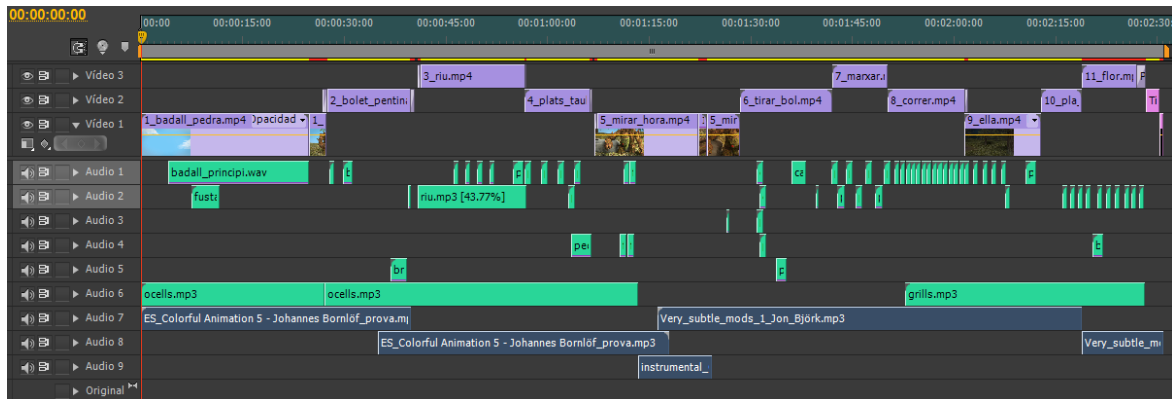 00:00:00:00
00:00 00:00:15:00 00:00:30:00 00:00:45:00 00:01:00:00 00:01:15:00 00:01:30:00 00:01:45:00 00:02:00:00 00:02:15:00 00:02:30:
Vídeo 3 3_riu.mp4 7_marxar. 11_flor.m
Vídeo 2 2_bolet_pentin 4_plats_tau 6_tirar_bol.mp4 8_correr.mp4 10_pla Ti
Vídeo 1 1_badall_pedra.mp4 Opacidad 1_ 5_mirar_hora.mp4 5_mir 9_ella.mp4
Audio 1 badall_principi.wav ca
Audio 2 fusta riu.mp3 [43.77%]
Audio 3
Audio 4 pe
Audio 5 br
Audio 6 ocells.mp3 ocells.mp3 grills.mp3
Audio 7 ES_Colorful Animation 5 - Johannes Bornlöf_prova.m Very_subtle_mods_1_Jon_Björk.mp3
Audio 8 ES_Colorful Animation 5 - Johannes Bornlöf_prova.mp3 Very_subtle_m
Audio 9 instrumental_
Original